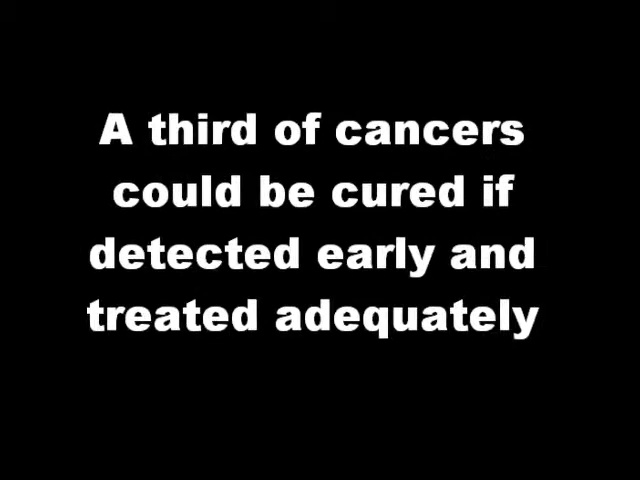 A third of cancers
could be cured if
detected early and
treated adequately